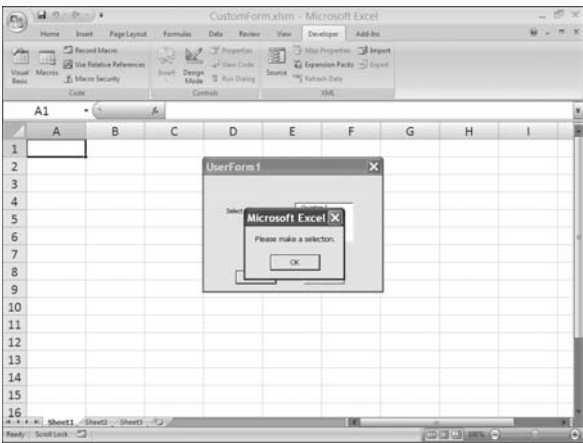 CustomForm.xlsm - Microsoft Excel
Home Insert Page Layout Formulas Data Review View Developer Add-Ins
Visual Basic
Macros
Record Macro
Use Relative References
Macro Security
Code
Insert
Design Mode
Properties
View Code
Run Dialog
Controls
Source
Map Properties
Expansion Packs
Refresh Data
Import
Export
XML
A1
fx
A B C D E F G H I
1
2
UserForm1
3
4
Select
5
Microsoft Excel
6
Please make a selection.
7
OK
8
9
10
11
12
13
14
15
16
Sheet1 Sheet2 Sheet3
Ready Scroll Lock 100%